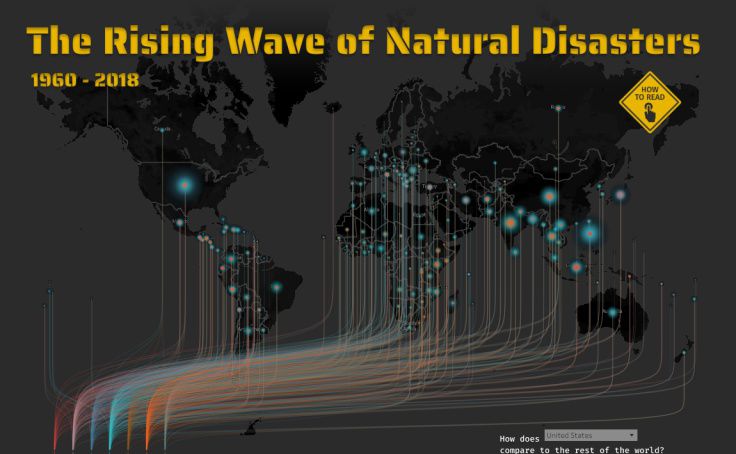 The Rising Wave of Natural Disasters
1960 - 2018
HOW
TO READ
Canada
How does United States
compare to the rest of the world?